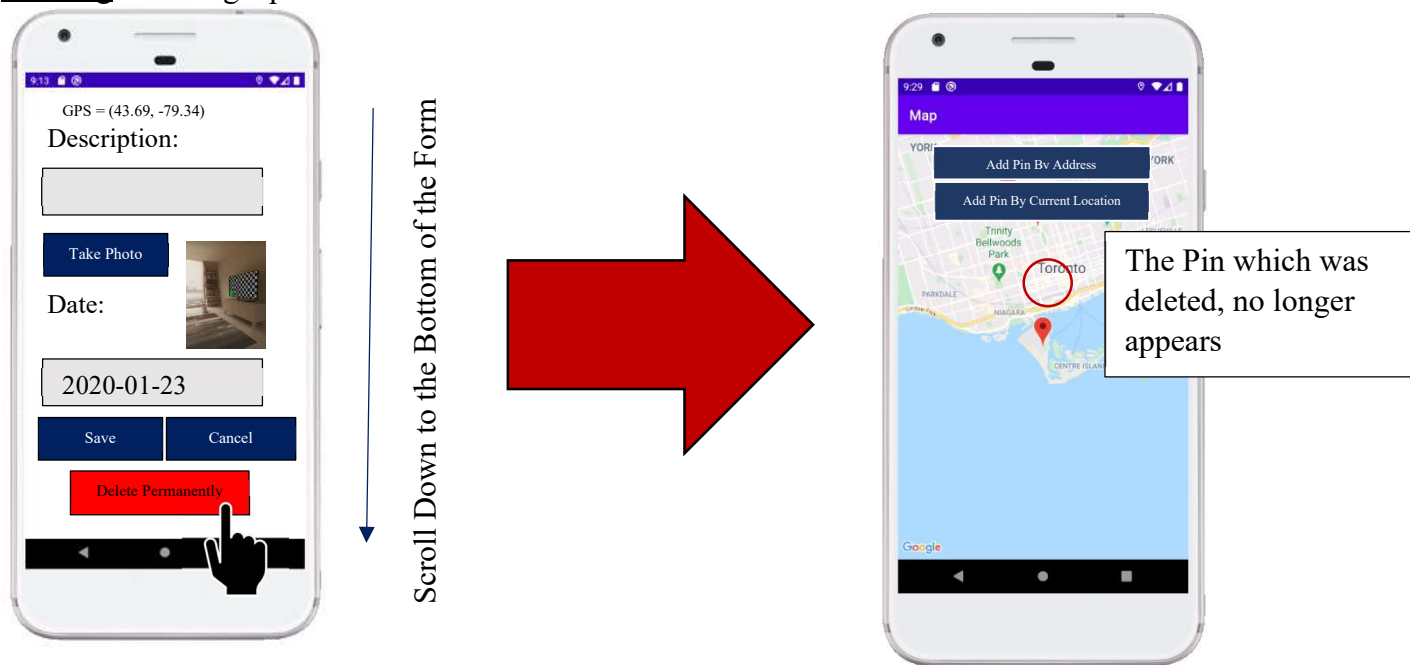 9:13
GPS = (43.69, -79.34)
Description:
Take Photo
Date:
2020-01-23
Save
Cancel
Delete Permanently
Scroll Down to the Bottom of the Form
9:29
Map
YORK
Add Pin By Address
Add Pin By Current Location
Trinity
Bellwoods
Park
Toronto
PARKDALE
NIAGARA
CENTRE ISLAN
Google
The Pin which was
deleted, no longer
appears